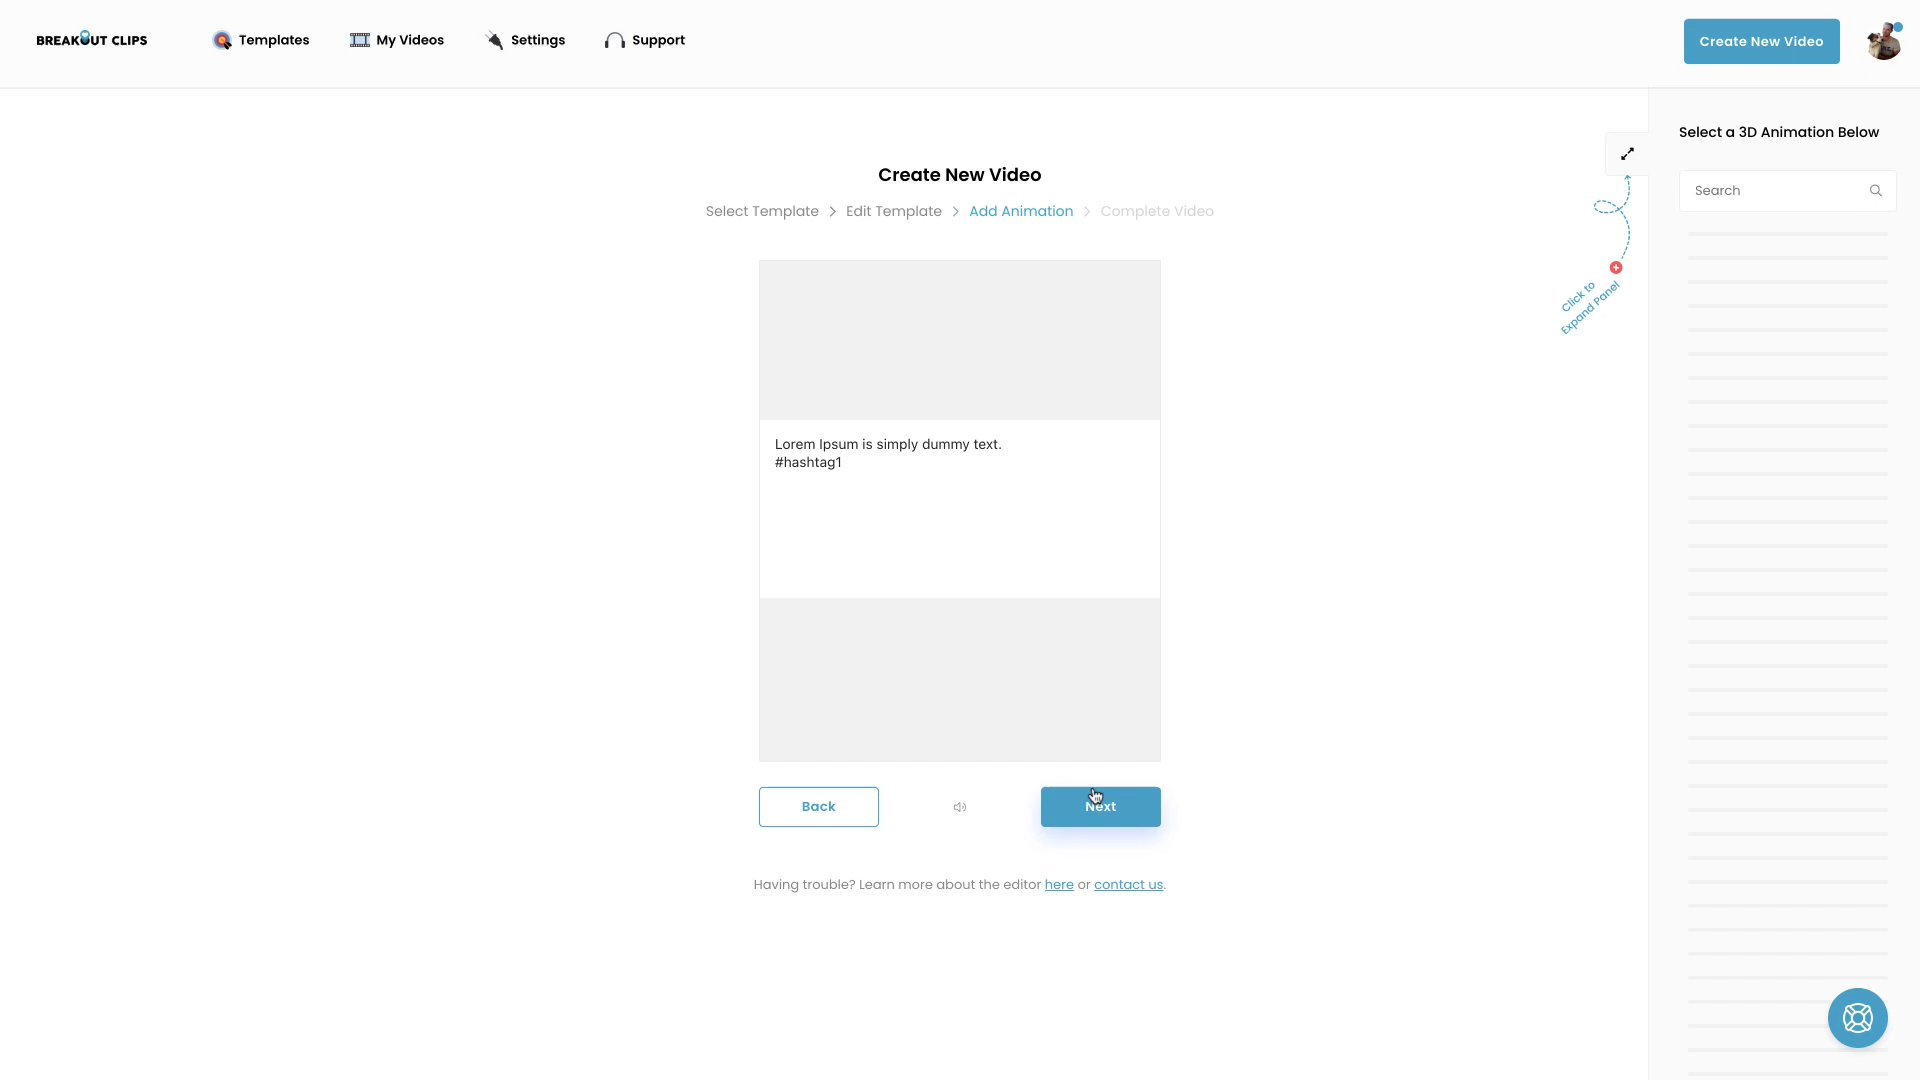 BREAKOUT CLIPS
Templates
My Videos
Settings
Support
Create New Video
Select a 3D Animation Below
Search
Create New Video
Select Template > Edit Template > Add Animation > Complete Video
Click to
Expand Panel
Lorem Ipsum is simply dummy text.
#hashtag1
Back
Next
Having trouble? Learn more about the editor here or contact us.